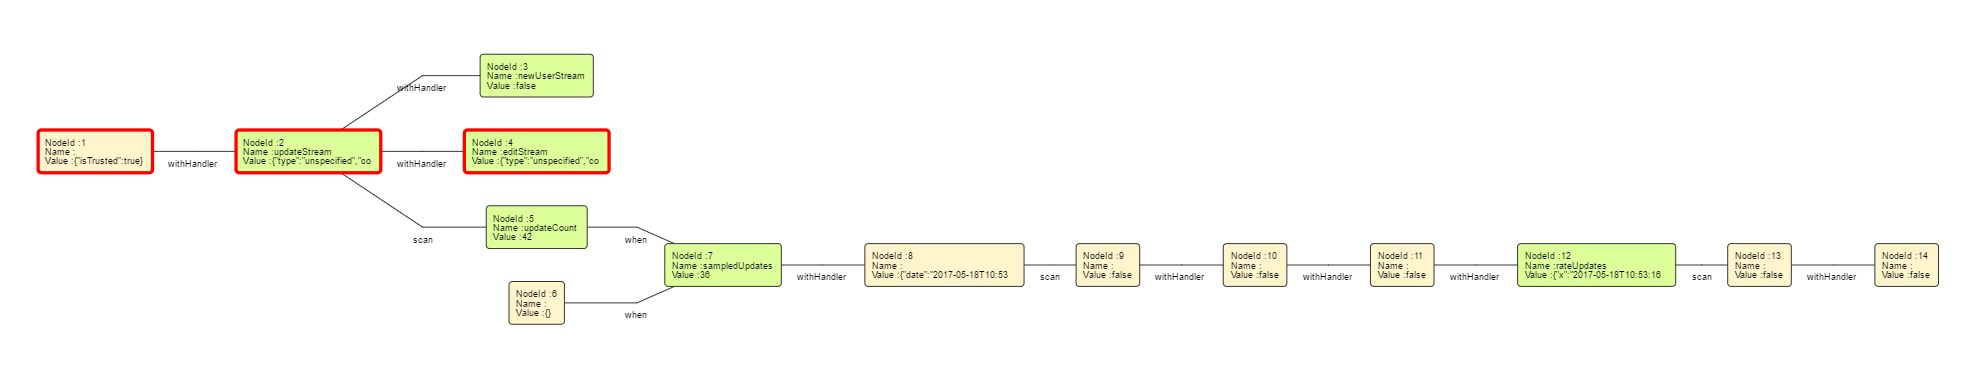 NodeId :3
Name :newUserStream
Value :false
withHandler
NodeId :1
Name :
Value :{"isTrusted":true}
withHandler
NodeId :2
Name :updateStream
Value :{"type":"unspecified","co
withHandler
NodeId :4
Name :editStream
Value :{"type":"unspecified","co
scan
NodeId :5
Name :updateCount
Value :42
when
NodeId :6
Name :
Value :{}
when
NodeId :7
Name :sampledUpdates
Value :36
withHandler
NodeId :8
Name :
Value :{"date":"2017-05-18T10:53
scan
NodeId :9
Name :
Value :false
withHandler
NodeId :10
Name :
Value :false
withHandler
NodeId :11
Name :
Value :false
withHandler
NodeId :12
Name :rateUpdates
Value :{"x":"2017-05-18T10:53:16
scan
NodeId :13
Name :
Value :false
withHandler
NodeId :14
Name :
Value :false